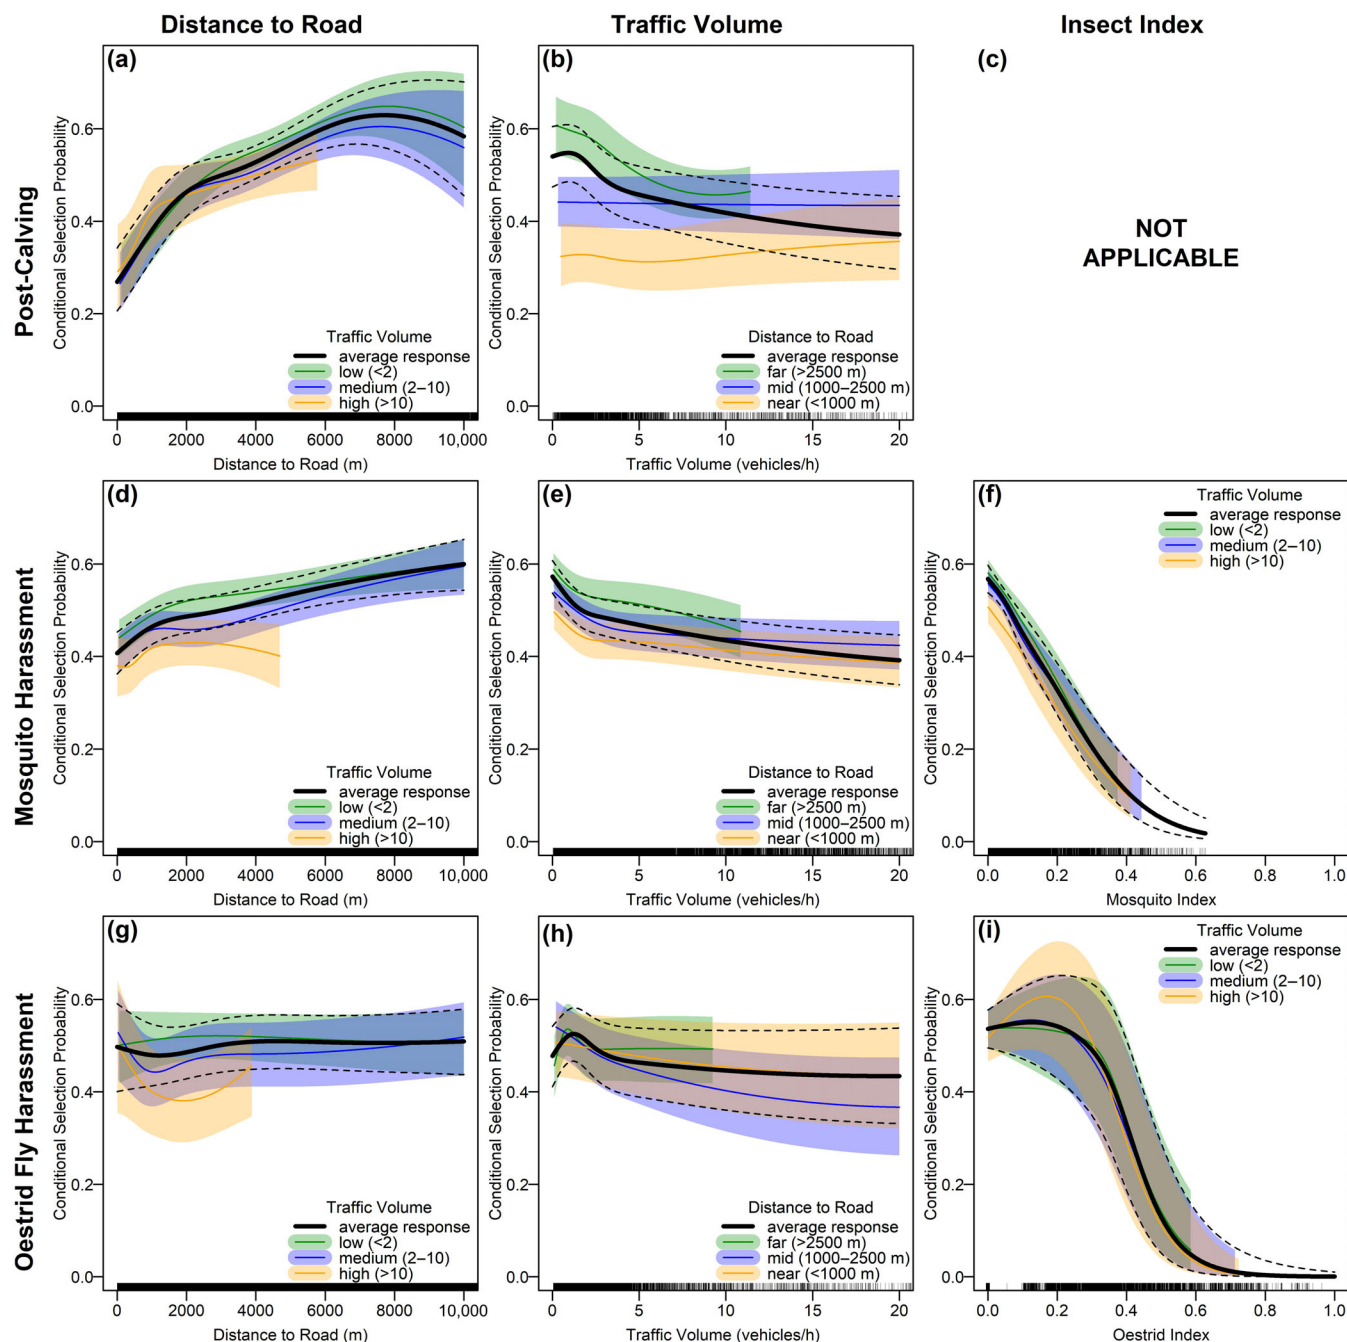 Distance to Road
Traffic Volume
Insect Index
Post-Calving
(a)
Conditional Selection Probability
0.6
0.4
0.2
0.0
Traffic Volume
average response
low (<2)
medium (2–10)
high (>10)
0 2000 4000 6000 8000 10,000
Distance to Road (m)
(b)
Conditional Selection Probability
0.6
0.4
0.2
0.0
Distance to Road
average response
far (>2500 m)
mid (1000–2500 m)
near (<1000 m)
0 5 10 15 20
Traffic Volume (vehicles/h)
(c)
NOT
APPLICABLE
Mosquito Harassment
(d)
Conditional Selection Probability
0.6
0.4
0.2
0.0
Traffic Volume
average response
low (<2)
medium (2–10)
high (>10)
0 2000 4000 6000 8000 10,000
Distance to Road (m)
(e)
Conditional Selection Probability
0.6
0.4
0.2
0.0
Distance to Road
average response
far (>2500 m)
mid (1000–2500 m)
near (<1000 m)
0 5 10 15 20
Traffic Volume (vehicles/h)
(f)
Conditional Selection Probability
0.6
0.4
0.2
0.0
Traffic Volume
average response
low (<2)
medium (2–10)
high (>10)
0.0 0.2 0.4 0.6 0.8 1.0
Mosquito Index
Oestrid Fly Harassment
(g)
Conditional Selection Probability
0.6
0.4
0.2
0.0
Traffic Volume
average response
low (<2)
medium (2–10)
high (>10)
0 2000 4000 6000 8000 10,000
Distance to Road (m)
(h)
Conditional Selection Probability
0.6
0.4
0.2
0.0
Distance to Road
average response
far (>2500 m)
mid (1000–2500 m)
near (<1000 m)
0 5 10 15 20
Traffic Volume (vehicles/h)
(i)
Conditional Selection Probability
0.6
0.4
0.2
0.0
Traffic Volume
average response
low (<2)
medium (2–10)
high (>10)
0.0 0.2 0.4 0.6 0.8 1.0
Oestrid Index